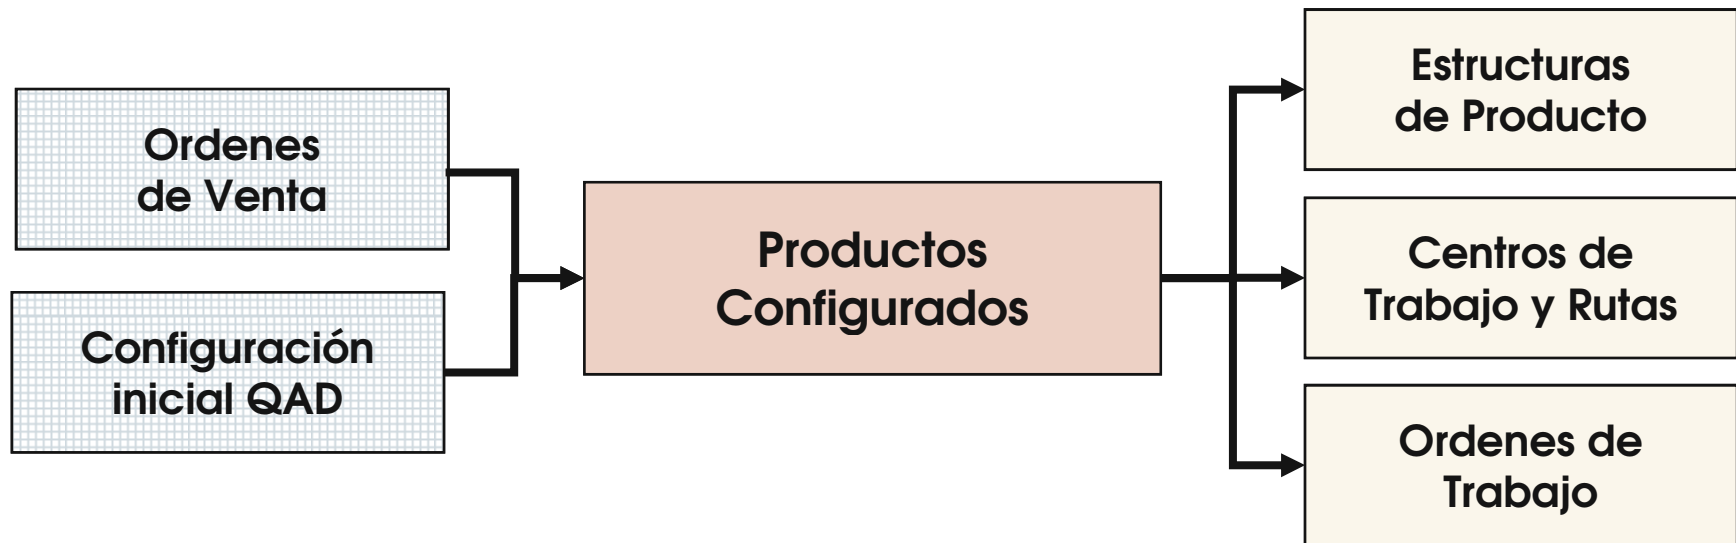 Ordenes
de Venta
Configuración
inicial QAD
Productos
Configurados
Estructuras
de Producto
Centros de
Trabajo y Rutas
Ordenes de
Trabajo